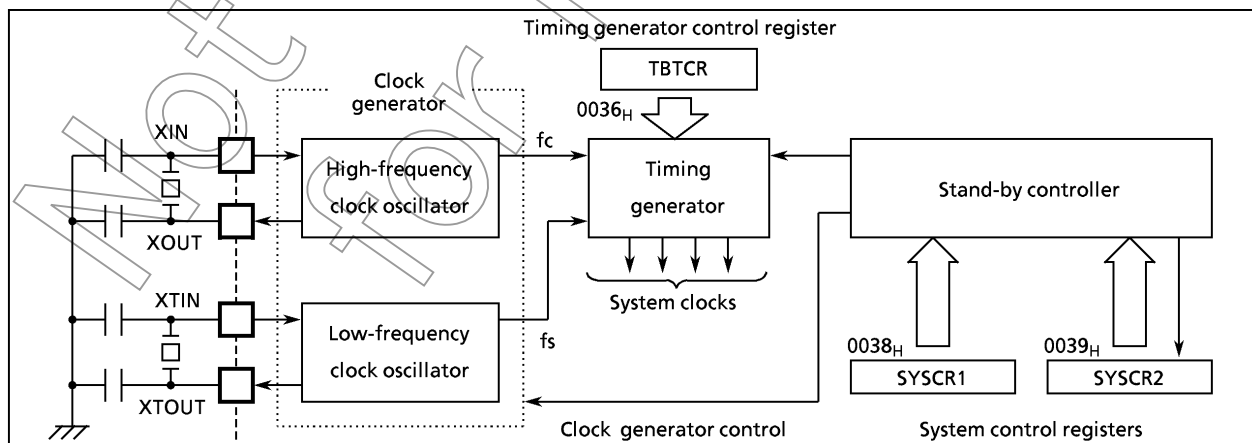 Timing generator control register
TBTCR
Clock
generator
0036H
XIN
fc
High-frequency
clock oscillator
Timing
generator
Stand-by controller
XOUT
System clocks
XTIN
Low-frequency
clock oscillator
fs
0038H
SYSCR1
0039H
SYSCR2
XTOUT
Clock generator control
System control registers
Not
for